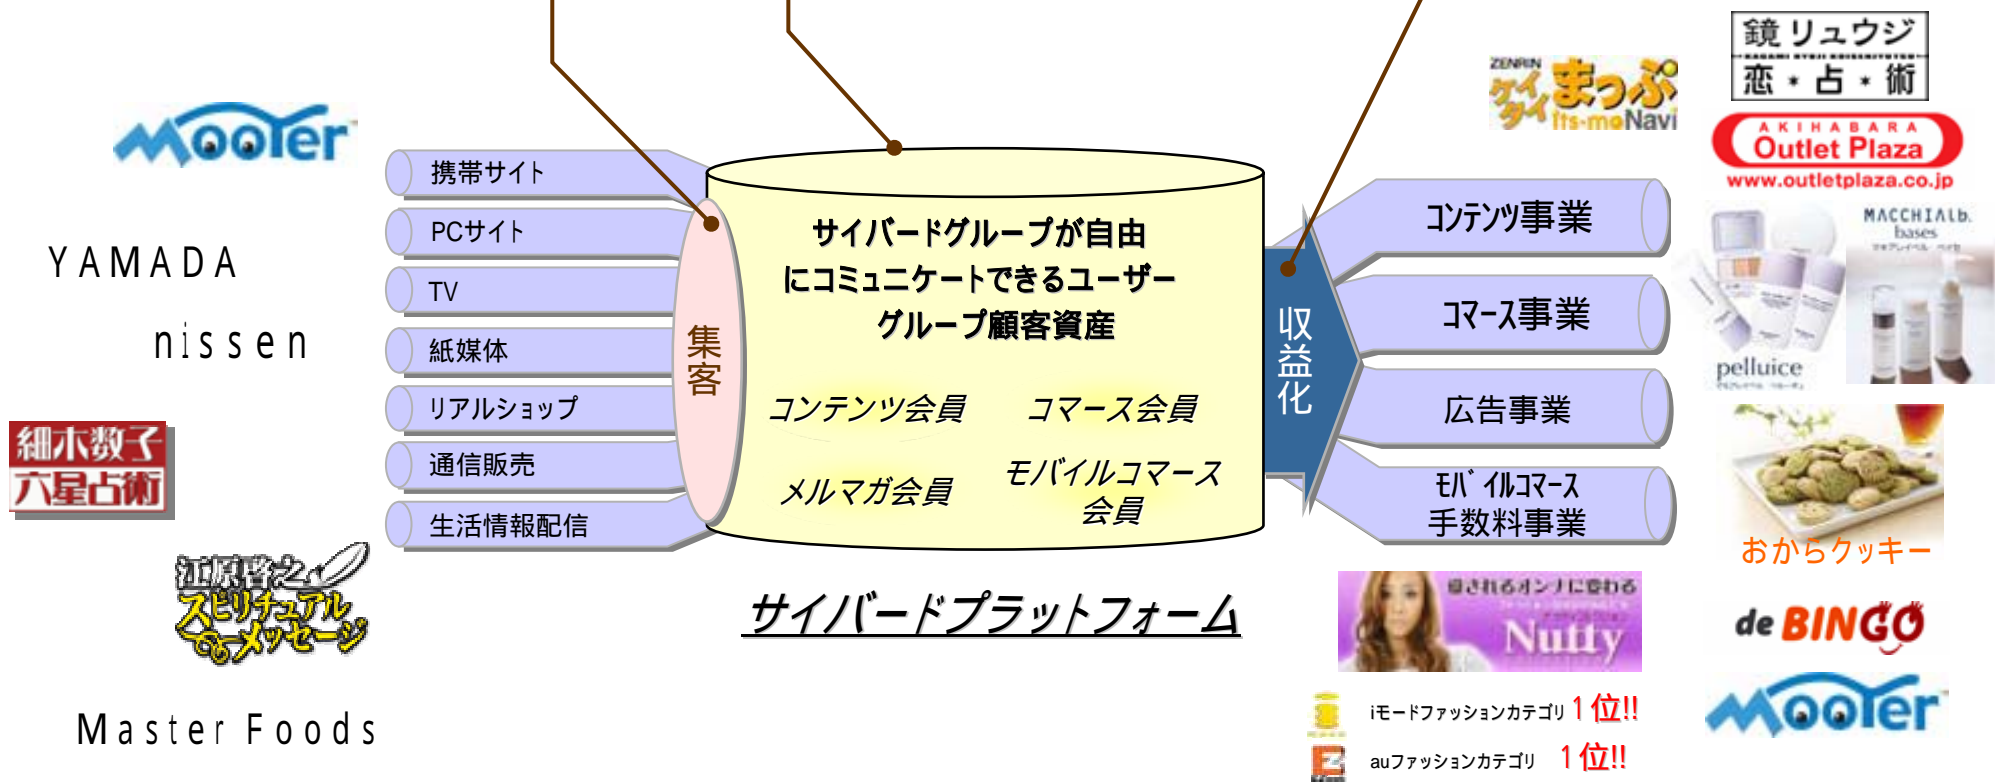 Mooter
YAMADA
nissen
細木数子
六星占術
江原啓之
スピリチュアル
メッセージ
Master Foods
携帯サイト
PCサイト
TV
紙媒体
リアルショップ
通信販売
生活情報配信
集客
サイバードグループが自由
にコミュニケートできるユーザー
グループ顧客資産
コンテンツ会員
コマース会員
メルマガ会員
モバイルコマース
会員
サイバードプラットフォーム
収益化
コンテンツ事業
コマース事業
広告事業
モバイルコマース
手数料事業
ZENRIN
ケイタイ
まっぷ
its-moNavi
鏡リュウジ
恋*占*術
AKIHABARA
Outlet Plaza
www.outletplaza.co.jp
MACCHIALb.
bases
pelluice
おからクッキー
de BINGO
Mooter
愛されるオンナに変わる
Nutty
iモードファッションカテゴリ 1位!!
auファッションカテゴリ 1位!!